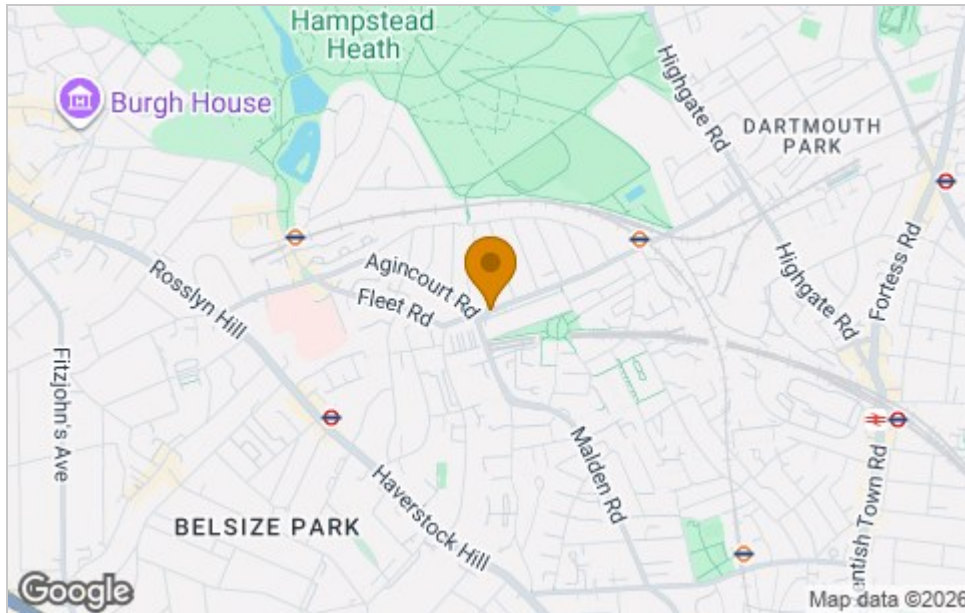 Hampstead
Heath
Burgh House
Highgate Rd
DARTMOUTH
PARK
Rosslyn Hill
Agincourt Rd
Fleet Rd
Highgate Rd
Fortess Rd
Fitzjohn's Ave
Malden Rd
BELSIZE PARK
Haverstock Hill
entish Town Rd
Google
Map data ©2026